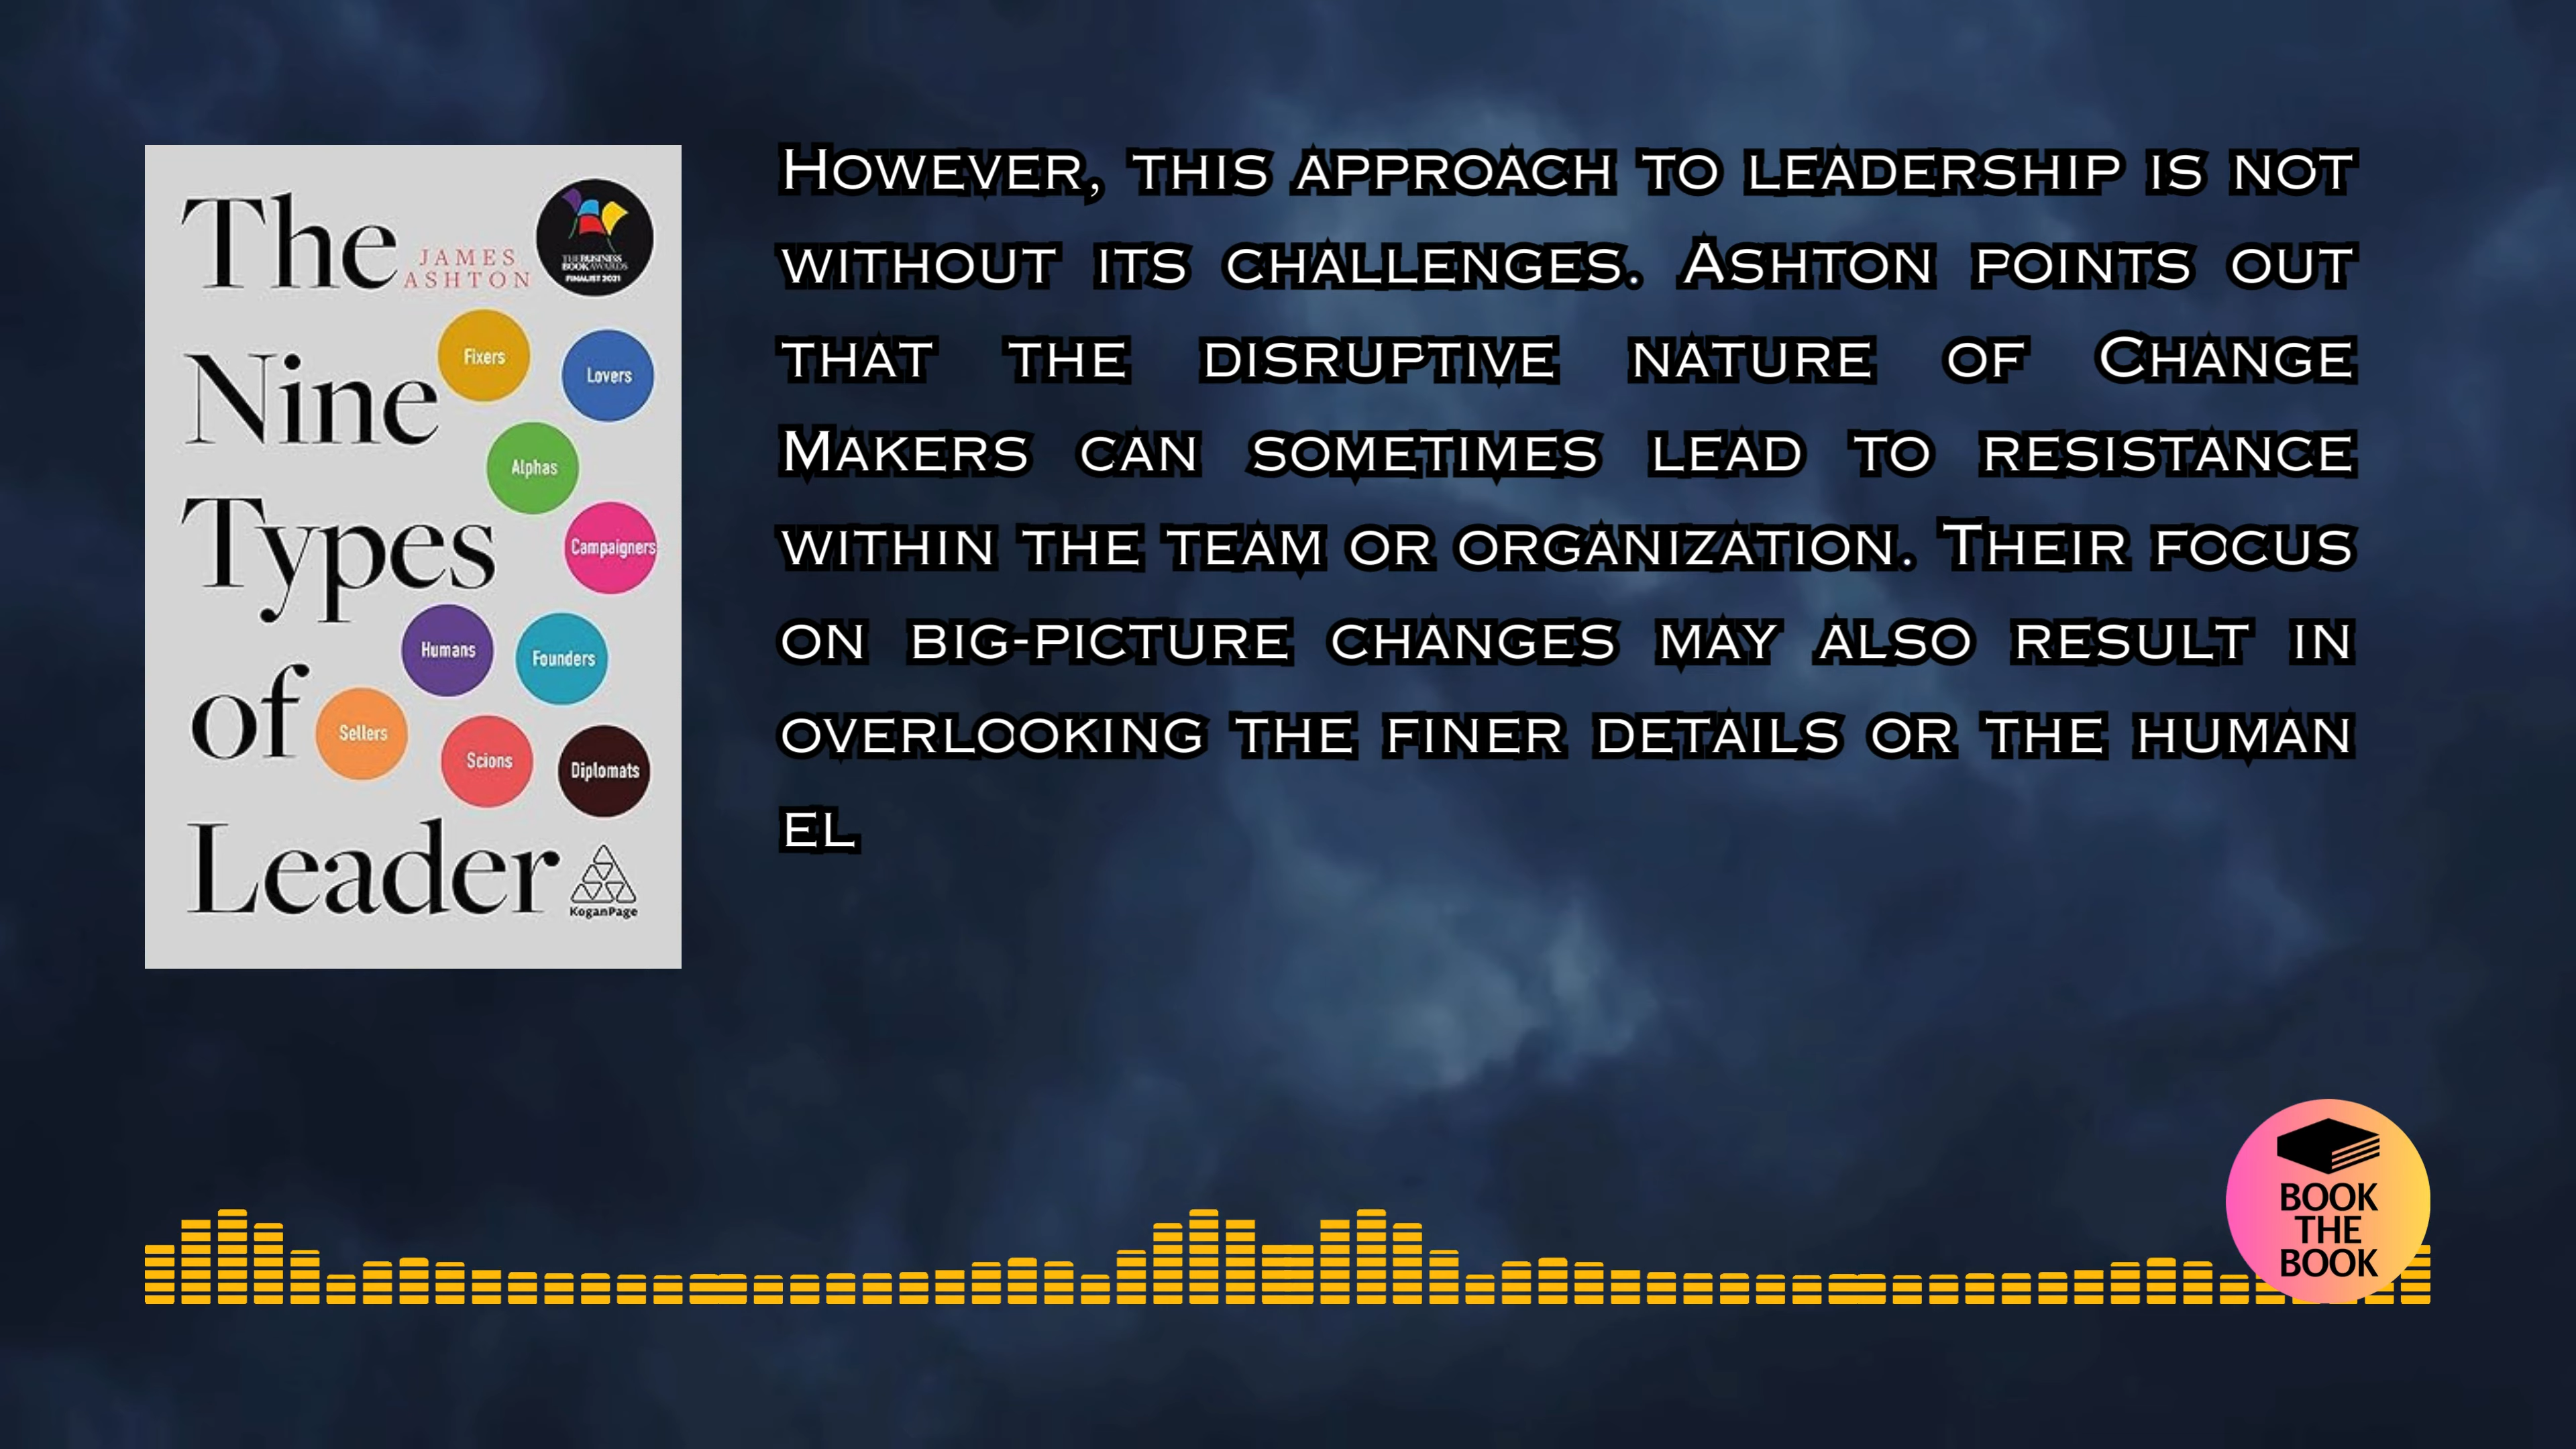 The
JAMES
ASHTON
THE BUSINESS
BOOK AWARDS
FINALIST 2021
Nine
Fixers
Lovers
Alphas
Types
Campaigners
Humans
Founders
of
Sellers
Scions
Diplomats
Leader
KoganPage
However, this approach to leadership is not
without its challenges. Ashton points out
that the disruptive nature of Change
Makers can sometimes lead to resistance
within the team or organization. Their focus
on big-picture changes may also result in
overlooking the finer details or the human
el
BOOK
THE
BOOK